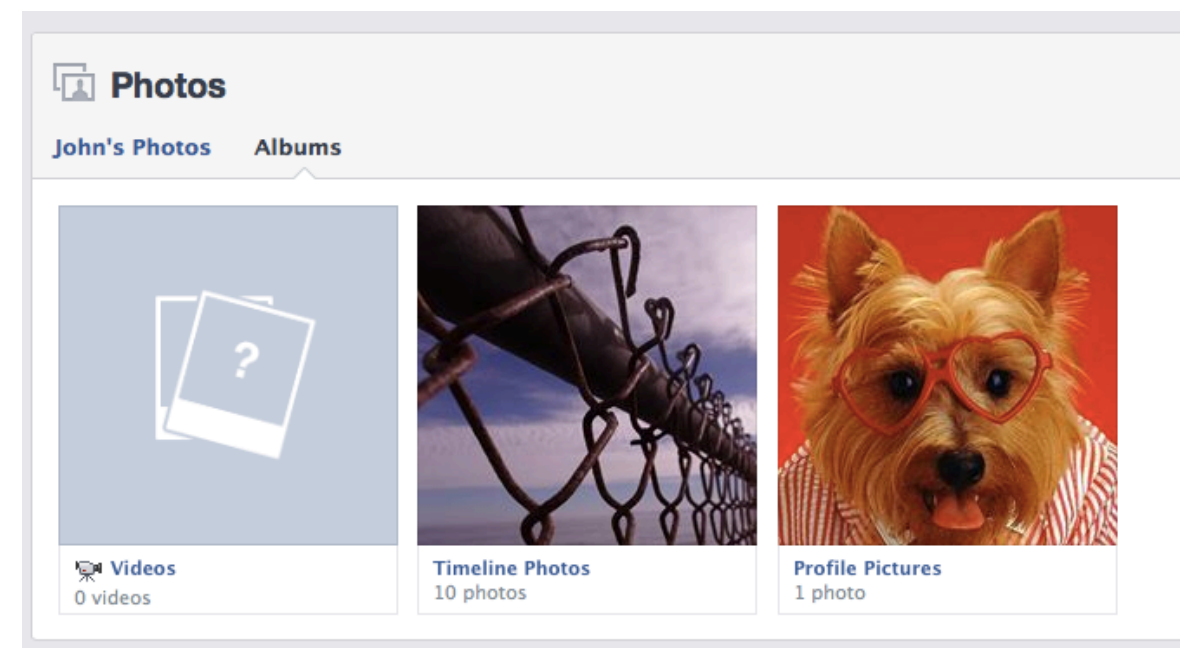 Photos
John's Photos
Albums
?
Videos
0 videos
Timeline Photos
10 photos
Profile Pictures
1 photo